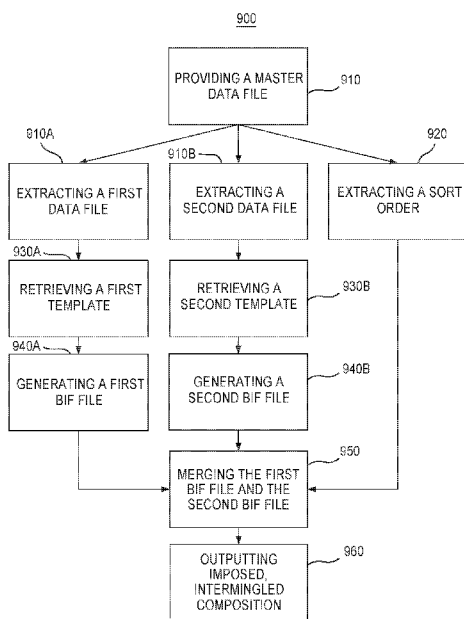 900
PROVIDING A MASTER
DATA FILE
910
910A
910B
920
EXTRACTING A FIRST
DATA FILE
EXTRACTING A
SECOND DATA FILE
EXTRACTING A SORT
ORDER
930A
RETRIEVING A FIRST
TEMPLATE
RETRIEVING A
SECOND TEMPLATE
930B
940A
GENERATING A FIRST
BIF FILE
GENERATING A
SECOND BIF FILE
940B
950
MERGING THE FIRST
BIF FILE AND THE
SECOND BIF FILE
OUTPUTTING
IMPOSED,
INTERMINGLED
COMPOSITION
960